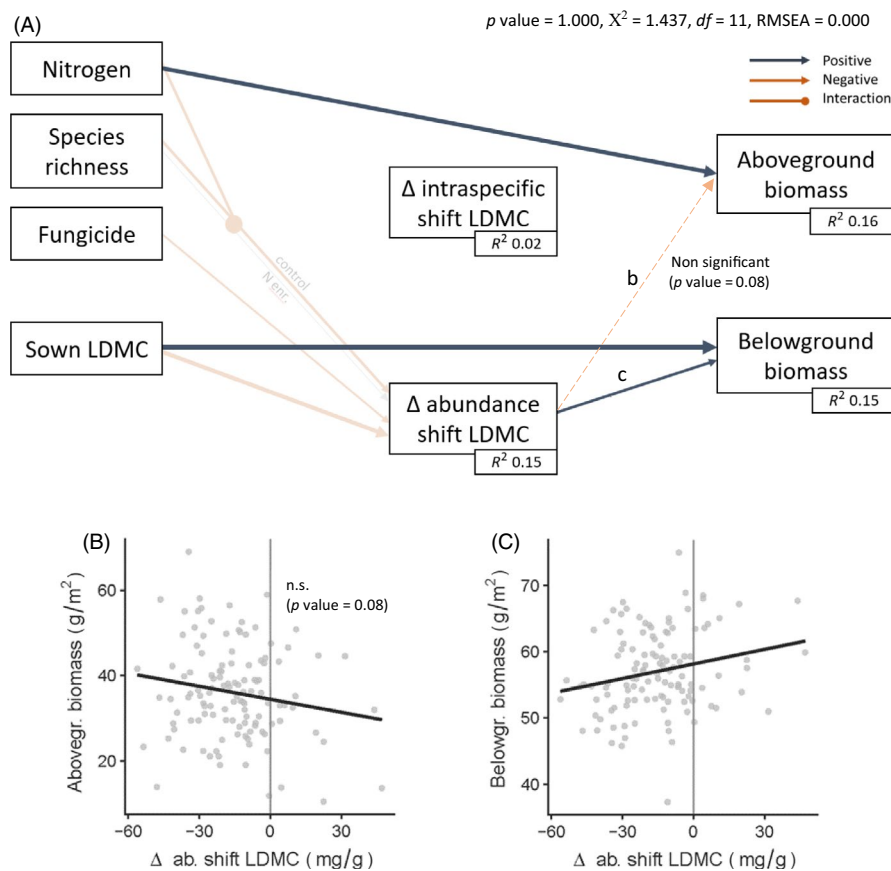 (A)
p value = 1.000, X² = 1.437, df = 11, RMSEA = 0.000
Positive
Negative
Interaction
Nitrogen
Species
richness
Fungicide
Sown LDMC
Δ intraspecific
shift LDMC
R² 0.02
control
N enr.
Δ abundance
shift LDMC
R² 0.15
Aboveground
biomass
R² 0.16
b
Non significant
(p value = 0.08)
c
Belowground
biomass
R² 0.15
(B)
Abovegr. biomass (g/m²)
60
40
20
n.s.
(p value = 0.08)
−60
−30
0
30
Δ ab. shift LDMC (mg/g)
(C)
Belowgr. biomass (g/m²)
70
60
50
40
−60
−30
0
30
Δ ab. shift LDMC (mg/g)